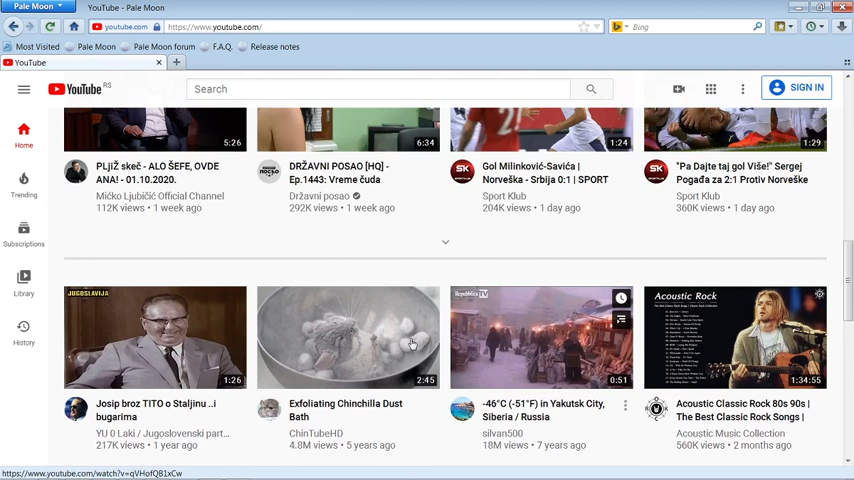 Pale Moon
YouTube - Pale Moon
youtube.com
https://www.youtube.com/
Bing
Most Visited
Pale Moon
Pale Moon forum
F.A.Q.
Release notes
YouTube
YouTube RS
Search
SIGN IN
Home
Trending
Subscriptions
Library
History
5:26
6:34
1:24
1:29
PLjiŽ skeč - ALO ŠEFE, OVDE
ANA! - 01.10.2020.
Mićko Ljubičić Official Channel
112K views • 1 week ago
DRŽAVNI POSAO [HQ] -
Ep.1443: Vreme čuda
Državni posao
292K views • 1 week ago
SK
Gol Milinković-Savića |
Norveška - Srbija 0:1 | SPORT
Sport Klub
204K views • 1 day ago
SK
"Pa Dajte taj gol Više!" Sergej
Pogađa za 2:1 Protiv Norveške
Sport Klub
360K views • 1 day ago
JUGOSLAVIJA
1:26
2:45
Repubblica TV
0:51
Acoustic Rock
1:34:55
Josip broz TITO o Staljinu ..i
bugarima
YU 0 Laki / Jugoslovenski part...
217K views • 1 year ago
Exfoliating Chinchilla Dust
Bath
ChinTubeHD
4.8M views • 5 years ago
-46°C (-51°F) in Yakutsk City,
Siberia / Russia
silvan500
18M views • 7 years ago
Acoustic Classic Rock 80s 90s |
The Best Classic Rock Songs |
Acoustic Music Collection
560K views • 2 months ago
https://www.youtube.com/watch?v=qVHofQB1xCw